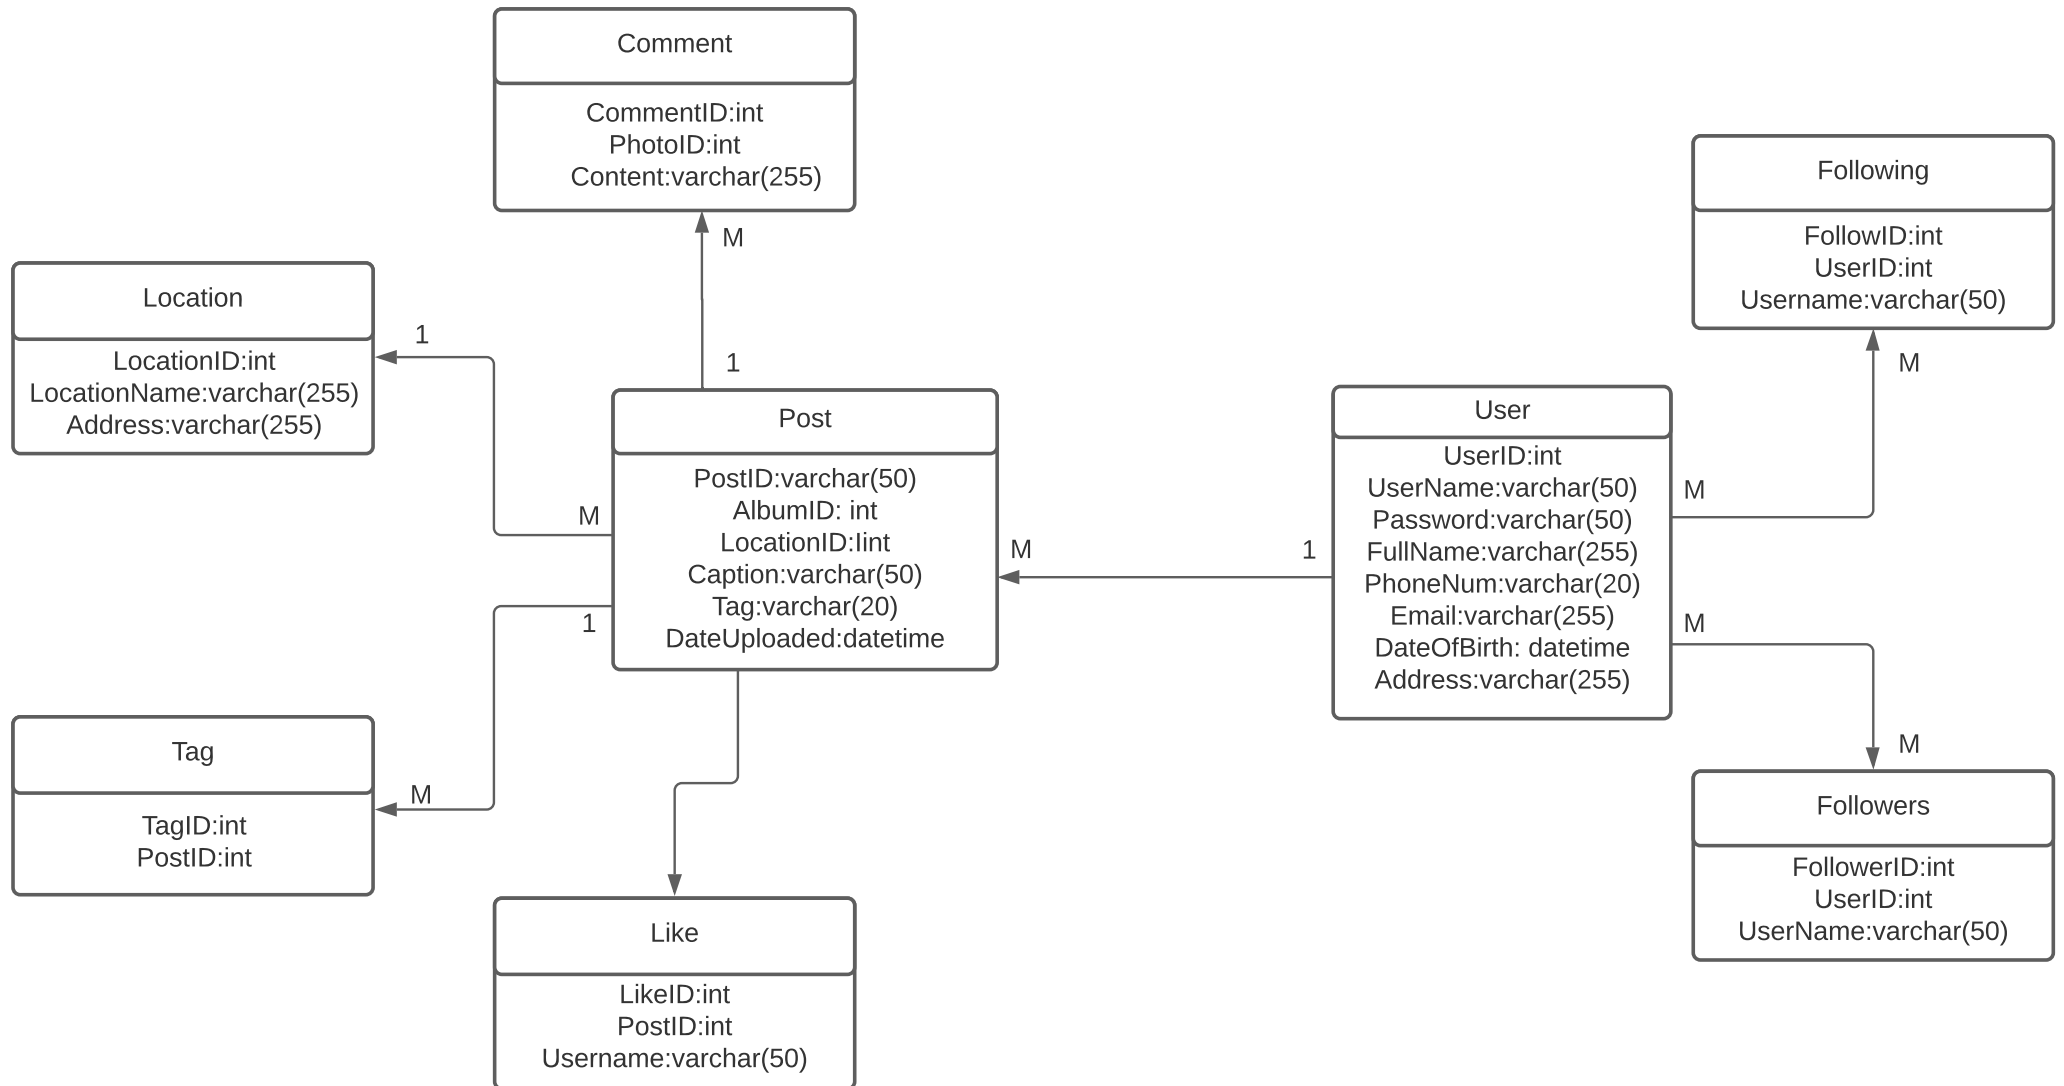 Comment
CommentID:int
PhotoID:int
Content:varchar(255)
M
1
Location
LocationID:int
LocationName:varchar(255)
Address:varchar(255)
1
M
Post
PostID:varchar(50)
AlbumID: int
LocationID:Iint
Caption:varchar(50)
Tag:varchar(20)
DateUploaded:datetime
1
M
Tag
TagID:int
PostID:int
Like
LikeID:int
PostID:int
Username:varchar(50)
M
1
User
UserID:int
UserName:varchar(50)
Password:varchar(50)
FullName:varchar(255)
PhoneNum:varchar(20)
Email:varchar(255)
DateOfBirth: datetime
Address:varchar(255)
M
M
Following
FollowID:int
UserID:int
Username:varchar(50)
M
M
Followers
FollowerID:int
UserID:int
UserName:varchar(50)